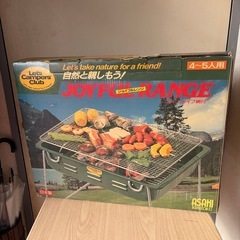 Let's
Campers'
Club
Let's take nature for a friend!
自然と親しもう!
4〜5人用
JOYFUL RANGE
ASAHI